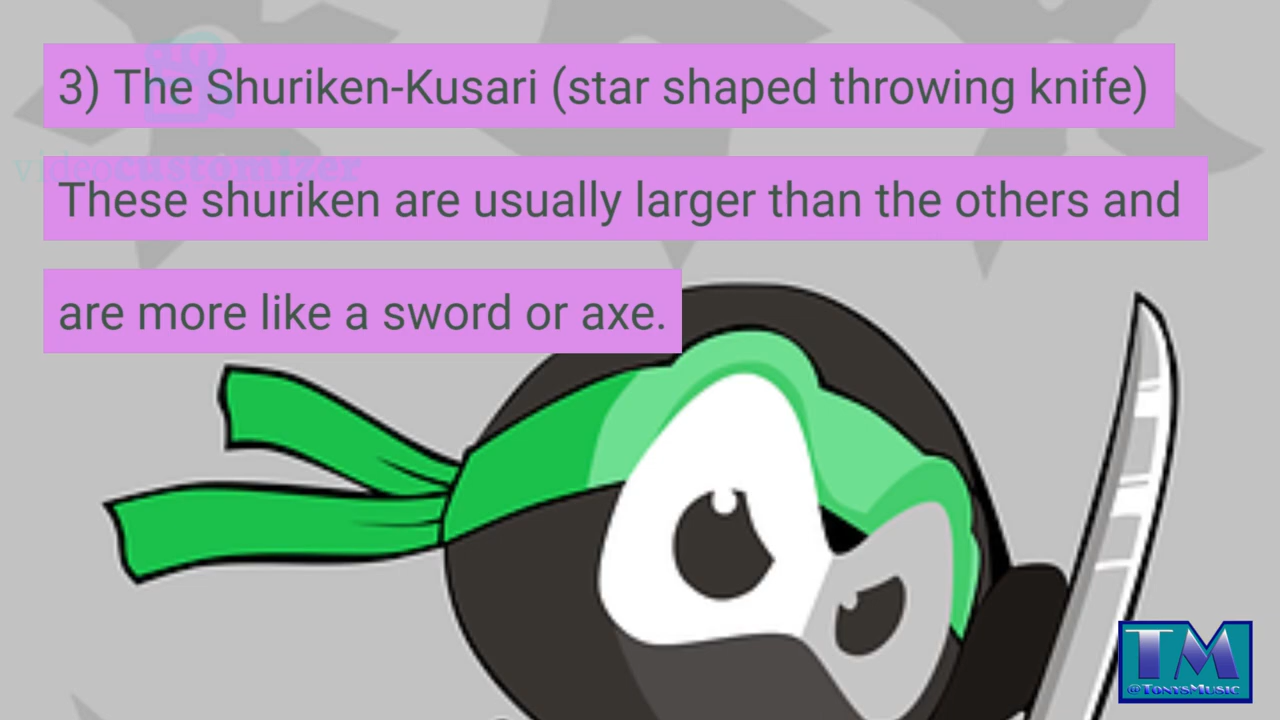 3) The Shuriken-Kusari (star shaped throwing knife)
videocustomizer
These shuriken are usually larger than the others and
are more like a sword or axe.
TM
@TonysMusic